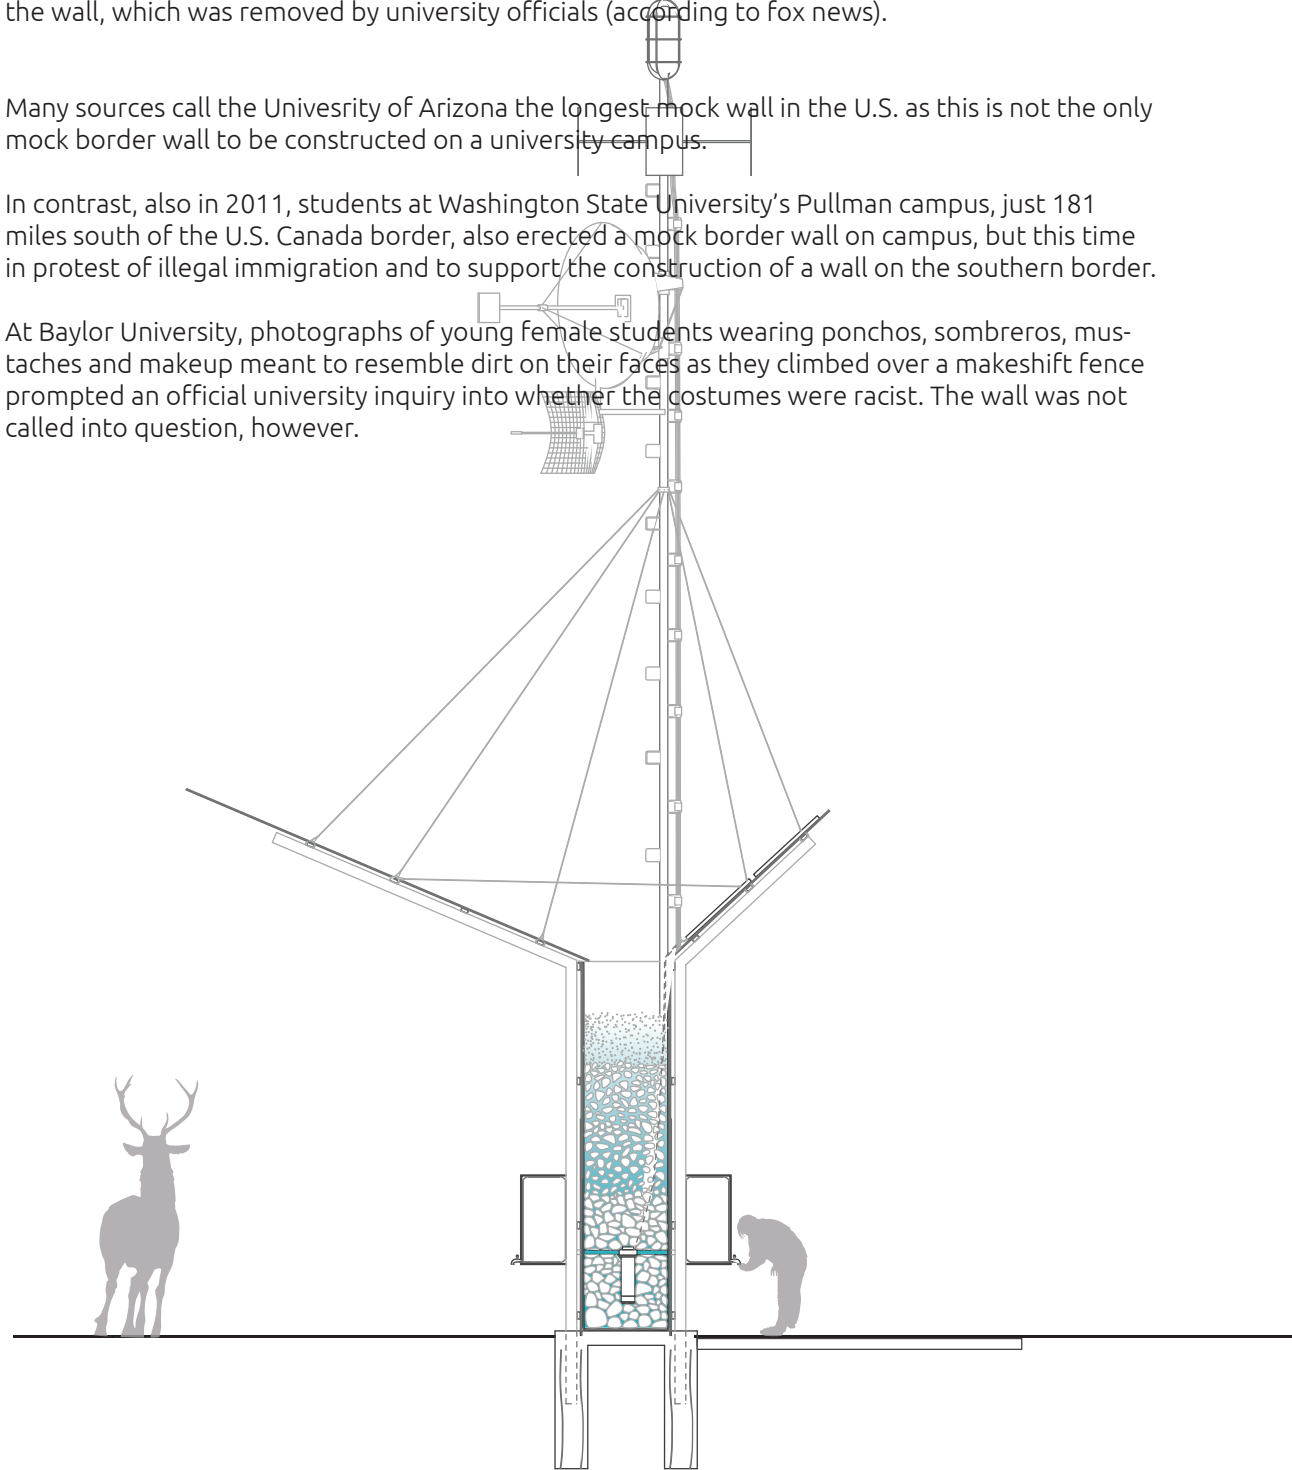 the wall, which was removed by university officials (according to fox news).
Many sources call the Univesrity of Arizona the longest mock wall in the U.S. as this is not the only
mock border wall to be constructed on a university campus.
In contrast, also in 2011, students at Washington State University’s Pullman campus, just 181
miles south of the U.S. Canada border, also erected a mock border wall on campus, but this time
in protest of illegal immigration and to support the construction of a wall on the southern border.
At Baylor University, photographs of young female students wearing ponchos, sombreros, mus-
taches and makeup meant to resemble dirt on their faces as they climbed over a makeshift fence
prompted an official university inquiry into whether the costumes were racist. The wall was not
called into question, however.